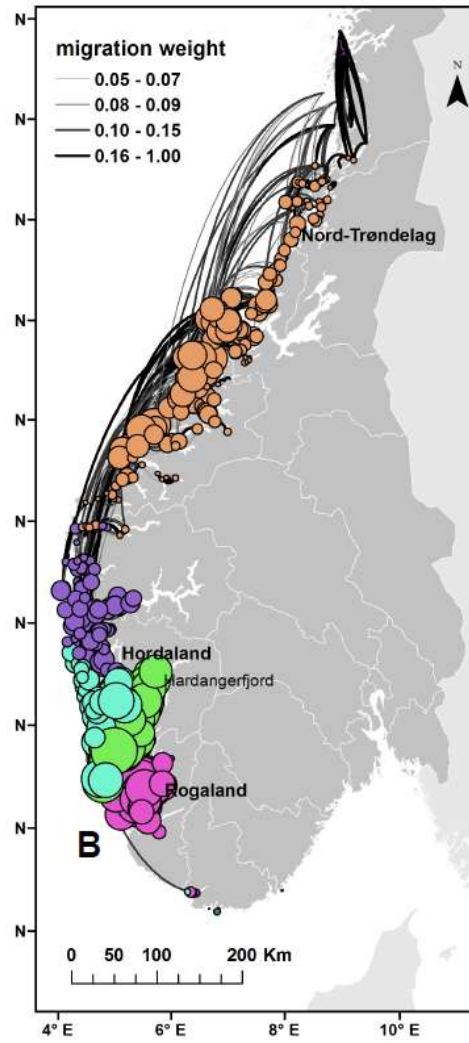 N
migration weight
0.05 - 0.07
0.08 - 0.09
0.10 - 0.15
0.16 - 1.00
N
N
N
Nord-Trøndelag
N
N
N
N
Hordaland
Hardangerfjord
N
Rogaland
N
B
N
0 50 100 200 Km
4° E 6° E 8° E 10° E